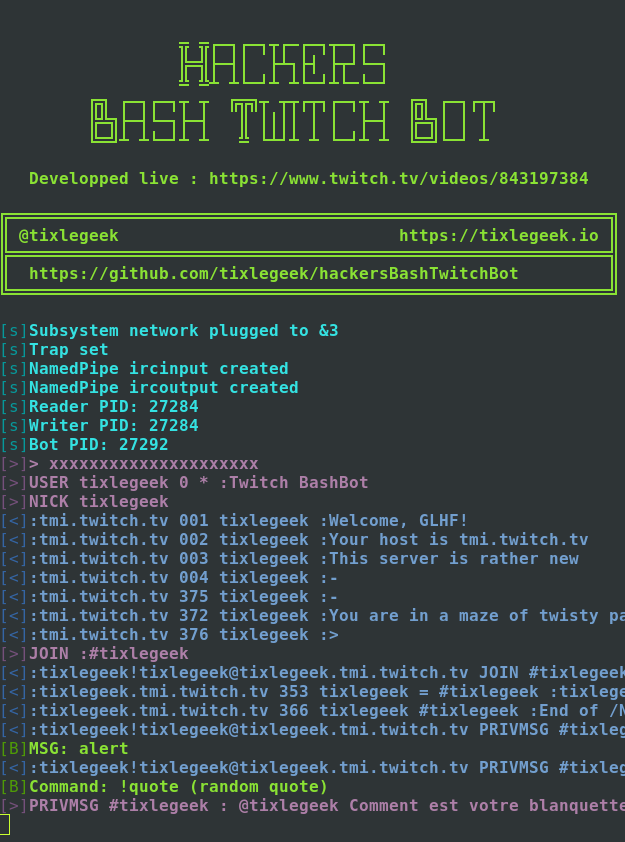 HACKERS
BASH TWITCH BOT
Developped live : https://www.twitch.tv/videos/843197384
@tixlegeek https://tixlegeek.io
https://github.com/tixlegeek/hackersBashTwitchBot
[s]Subsystem network plugged to &3
[s]Trap set
[s]NamedPipe ircinput created
[s]NamedPipe ircoutput created
[s]Reader PID: 27284
[s]Writer PID: 27284
[s]Bot PID: 27292
[>]> xxxxxxxxxxxxxxxxxxxxx
[>]USER tixlegeek 0 * :Twitch BashBot
[>]NICK tixlegeek
[<]:tmi.twitch.tv 001 tixlegeek :Welcome, GLHF!
[<]:tmi.twitch.tv 002 tixlegeek :Your host is tmi.twitch.tv
[<]:tmi.twitch.tv 003 tixlegeek :This server is rather new
[<]:tmi.twitch.tv 004 tixlegeek :-
[<]:tmi.twitch.tv 375 tixlegeek :-
[<]:tmi.twitch.tv 372 tixlegeek :You are in a maze of twisty pa
[<]:tmi.twitch.tv 376 tixlegeek :>
[>]JOIN :#tixlegeek
[<]:tixlegeek!tixlegeek@tixlegeek.tmi.twitch.tv JOIN #tixlegeek
[<]:tixlegeek.tmi.twitch.tv 353 tixlegeek = #tixlegeek :tixlege
[<]:tixlegeek.tmi.twitch.tv 366 tixlegeek #tixlegeek :End of /N
[<]:tixlegeek!tixlegeek@tixlegeek.tmi.twitch.tv PRIVMSG #tixleg
[B]MSG: alert
[<]:tixlegeek!tixlegeek@tixlegeek.tmi.twitch.tv PRIVMSG #tixleg
[B]Command: !quote (random quote)
[>]PRIVMSG #tixlegeek : @tixlegeek Comment est votre blanquette